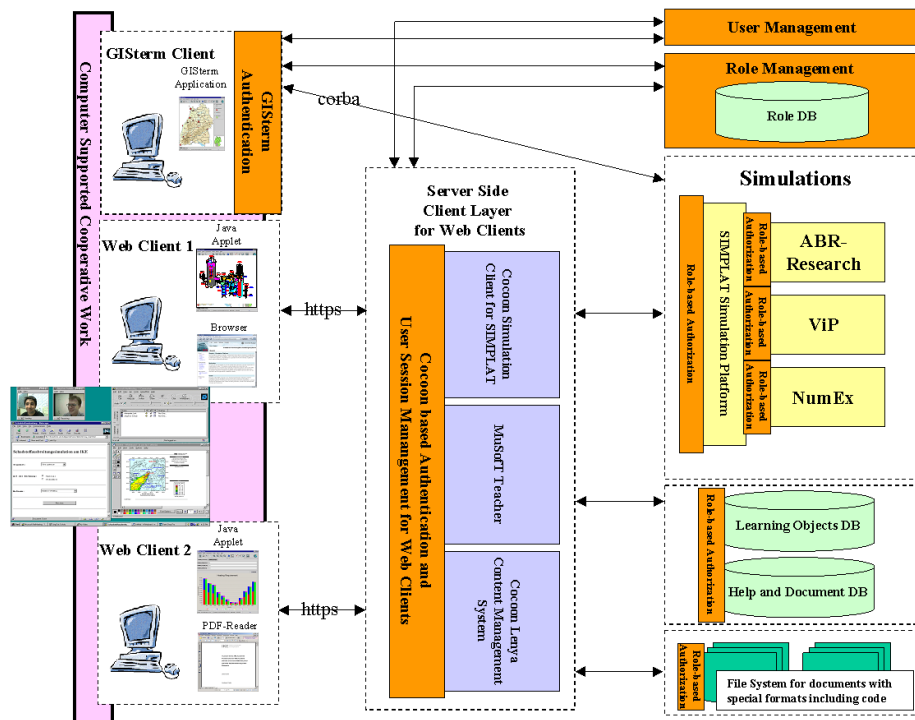 Computer Supported Cooperative Work
GISterm Client
GISterm
Application
GISterm
Authentication
corba
User Management
Role Management
Role DB
Server Side
Client Layer
for Web Clients
Cocoon based Authentication and
User Session Manangement for Web Clients
Cocoon Simulation
Client for SIMPLAT
MuSofT Teacher
Cocoon Lenya
Content Management
System
Web Client 1
Java
Applet
Browser
https
Web Client 2
Java
Applet
PDF-Reader
https
Simulations
Role-based Authorization
SIMPLAT Simulation Platform
Role-based
Authorization
ABR-
Research
Role-based
Authorization
ViP
Role-based
Authorization
NumEx
Role-based Authorization
Learning Objects DB
Help and Document DB
Role-based
Authorization
File System for documents with
special formats including code